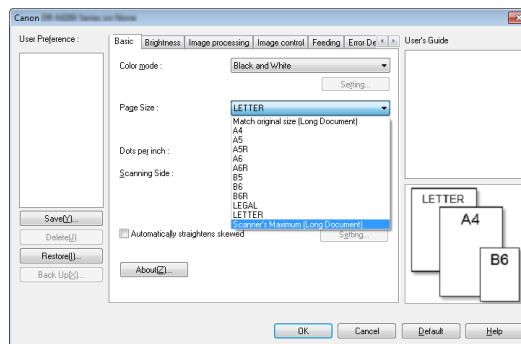 Canon
User Preference :
Basic Brightness Image processing Image control Feeding Error De
User's Guide
Color mode :
Black and White
Setting...
Page Size :
LETTER
Match original size (Long Document)
A4
A5
A5R
A6
A6R
B5
B6
B6R
LEGAL
LETTER
Scanner's Maximum (Long Document)
Dots per inch :
Scanning Side :
Automatically straightens skewed
Setting...
About(Z)...
Save(Y)...
Delete(J)
Restore(I)...
Back Up(X)...
LETTER
A4
B6
OK
Cancel
Default
Help